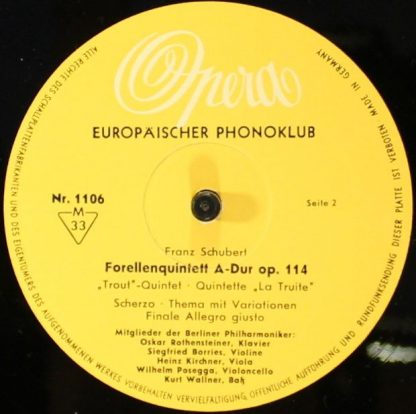 Opera
EUROPÄISCHER PHONOKLUB
Nr. 1106
M
33
Seite 2
Franz Schubert
Forellenquintett A-Dur op. 114
„Trout"-Quintet · Quintette „La Truite"
Scherzo · Thema mit Variationen
Finale Allegro giusto
Mitglieder der Berliner Philharmoniker:
Oskar Rothensteiner, Klavier
Siegfried Borries, Violine
Heinz Kirchner, Viola
Wilhelm Posegga, Violoncello
Kurt Wallner, Baß
ALLE RECHTE DES SCHALLPLATTENFABRIKANTEN UND DES EIGENTÜMERS DES AUFGENOMMENEN WERKES VORBEHALTEN VERVIELFÄLTIGUNG, ÖFFENTLICHE AUFFÜHRUNG UND RUNDFUNKSENDUNG DIESER PLATTE IST VERBOTEN MADE IN GERMANY